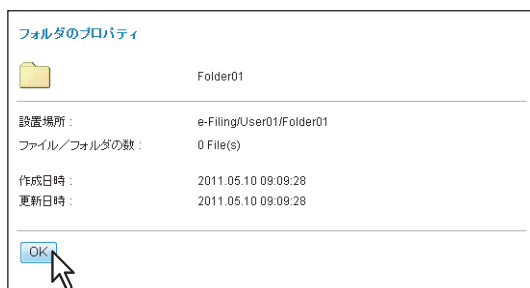 フォルダのプロパティ
Folder01
設置場所 : e-Filing/User01/Folder01
ファイル／フォルダの数 : 0 File(s)
作成日時 : 2011.05.10 09:09:28
更新日時 : 2011.05.10 09:09:28
OK